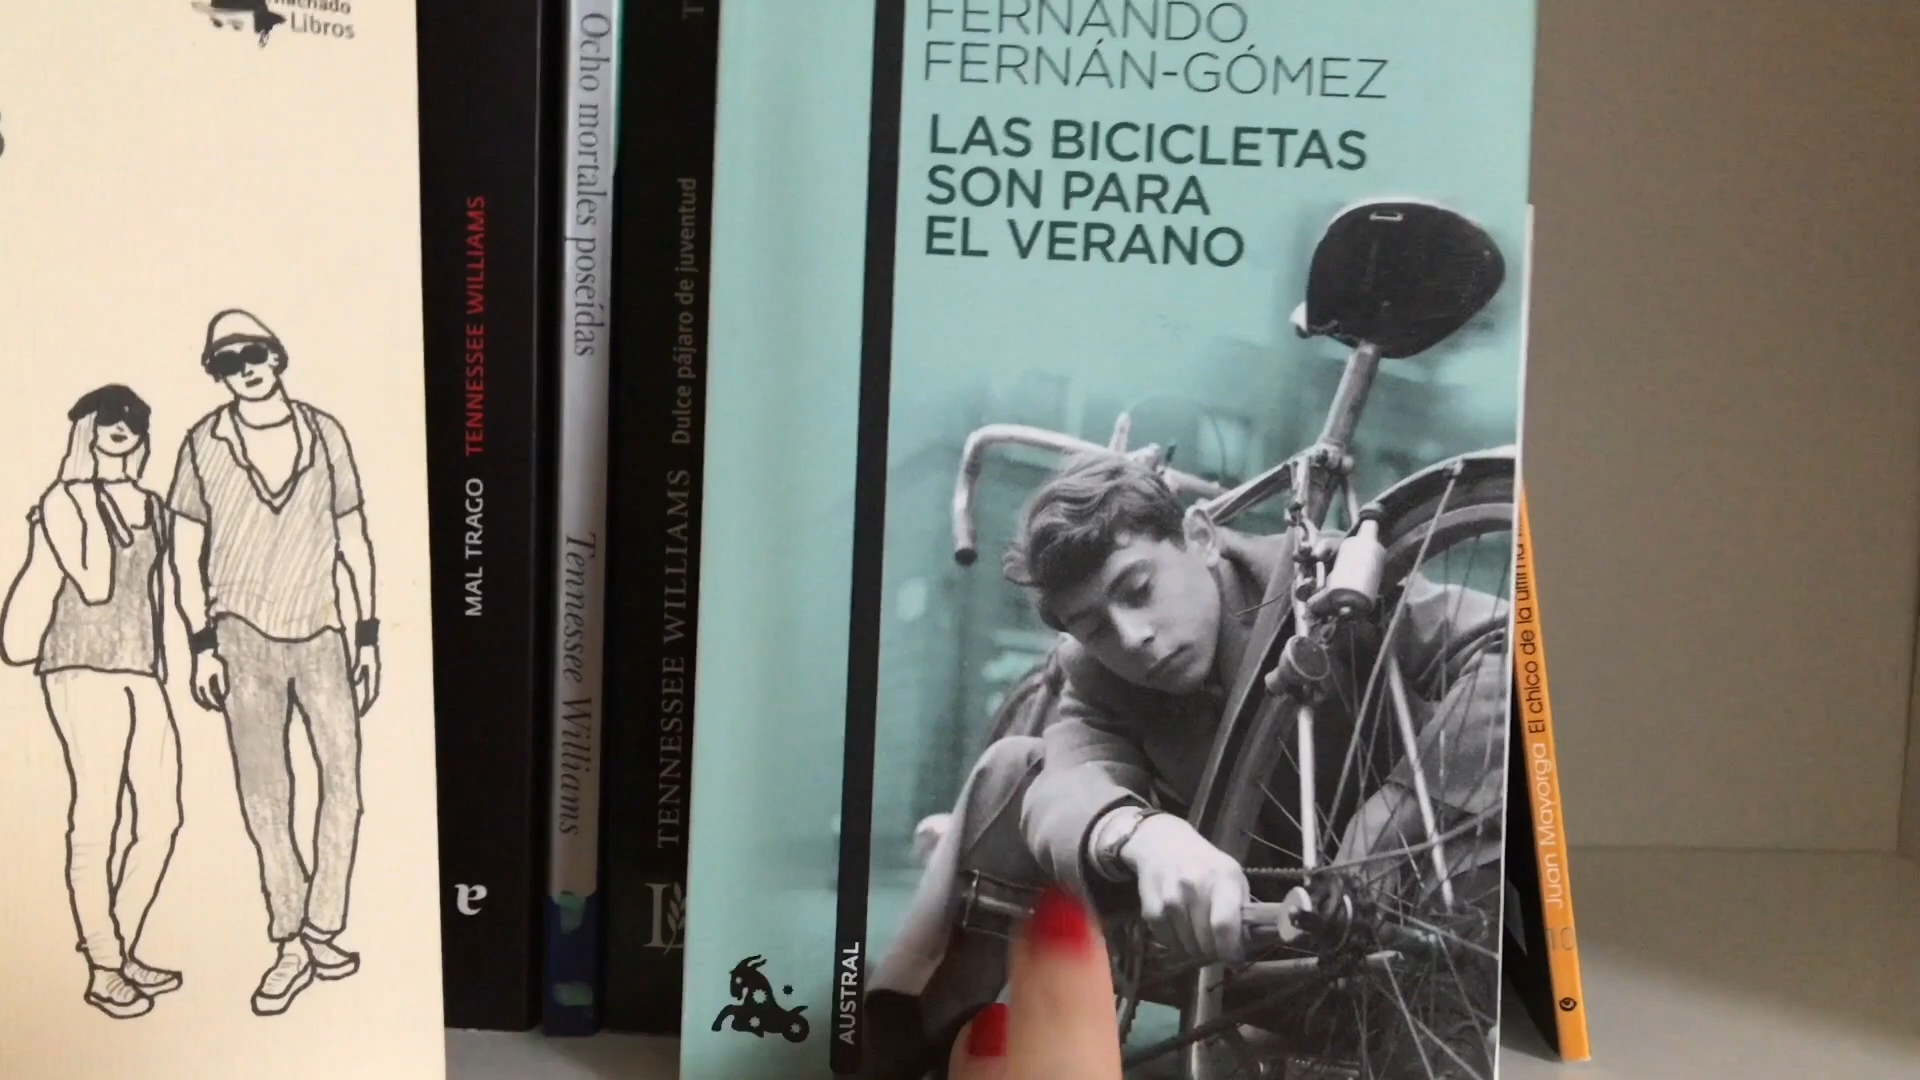 machado
Libros
MAL TRAGO TENNESSEE WILLIAMS
Ocho mortales poseídas Tennessee Williams
TENNESSEE WILLIAMS Dulce pájaro de juventud
FERNANDO
FERNÁN-GÓMEZ
LAS BICICLETAS
SON PARA
EL VERANO
AUSTRAL
Juan Mayorga El chico de la última